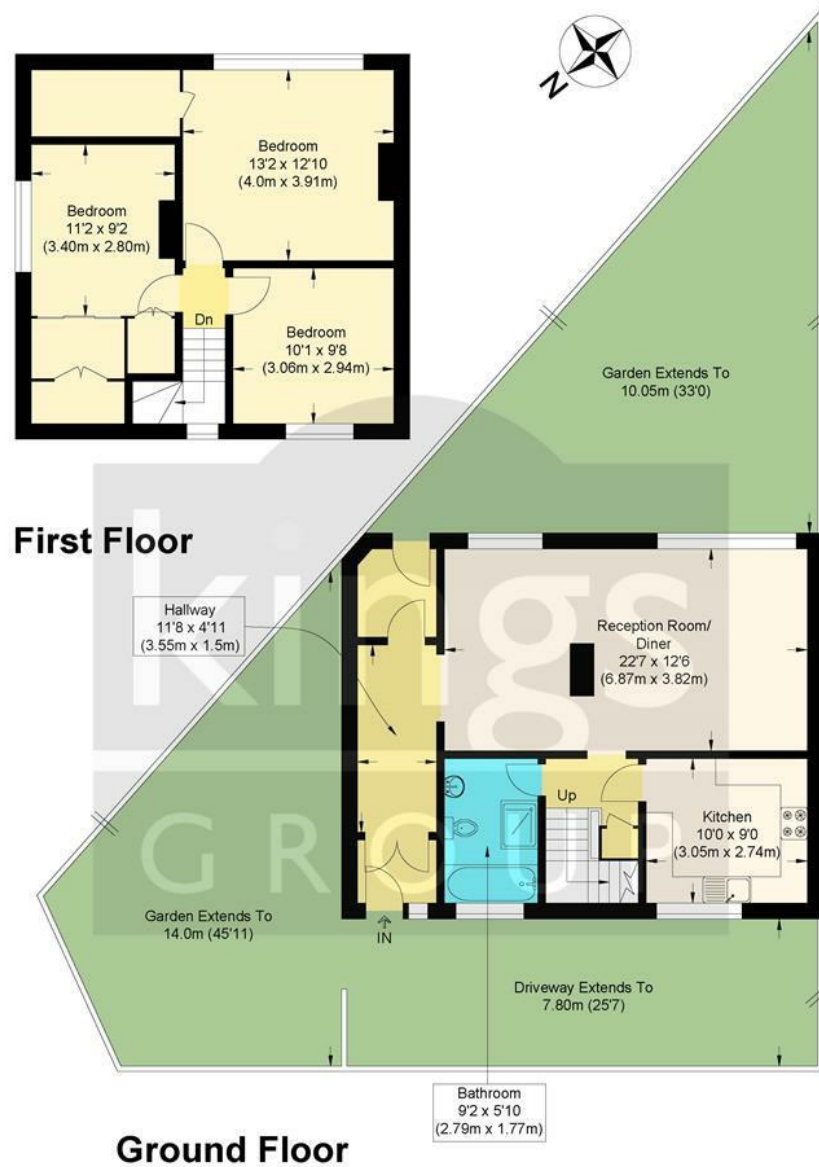 N
Bedroom
13'2 x 12'10
(4.0m x 3.91m)
Bedroom
11'2 x 9'2
(3.40m x 2.80m)
Dn
Bedroom
10'1 x 9'8
(3.06m x 2.94m)
First Floor
Garden Extends To
10.05m (33'0)
kings
GROUP
Hallway
11'8 x 4'11
(3.55m x 1.5m)
Reception Room/
Diner
22'7 x 12'6
(6.87m x 3.82m)
Up
Kitchen
10'0 x 9'0
(3.05m x 2.74m)
Garden Extends To
14.0m (45'11)
IN
Driveway Extends To
7.80m (25'7)
Bathroom
9'2 x 5'10
(2.79m x 1.77m)
Ground Floor